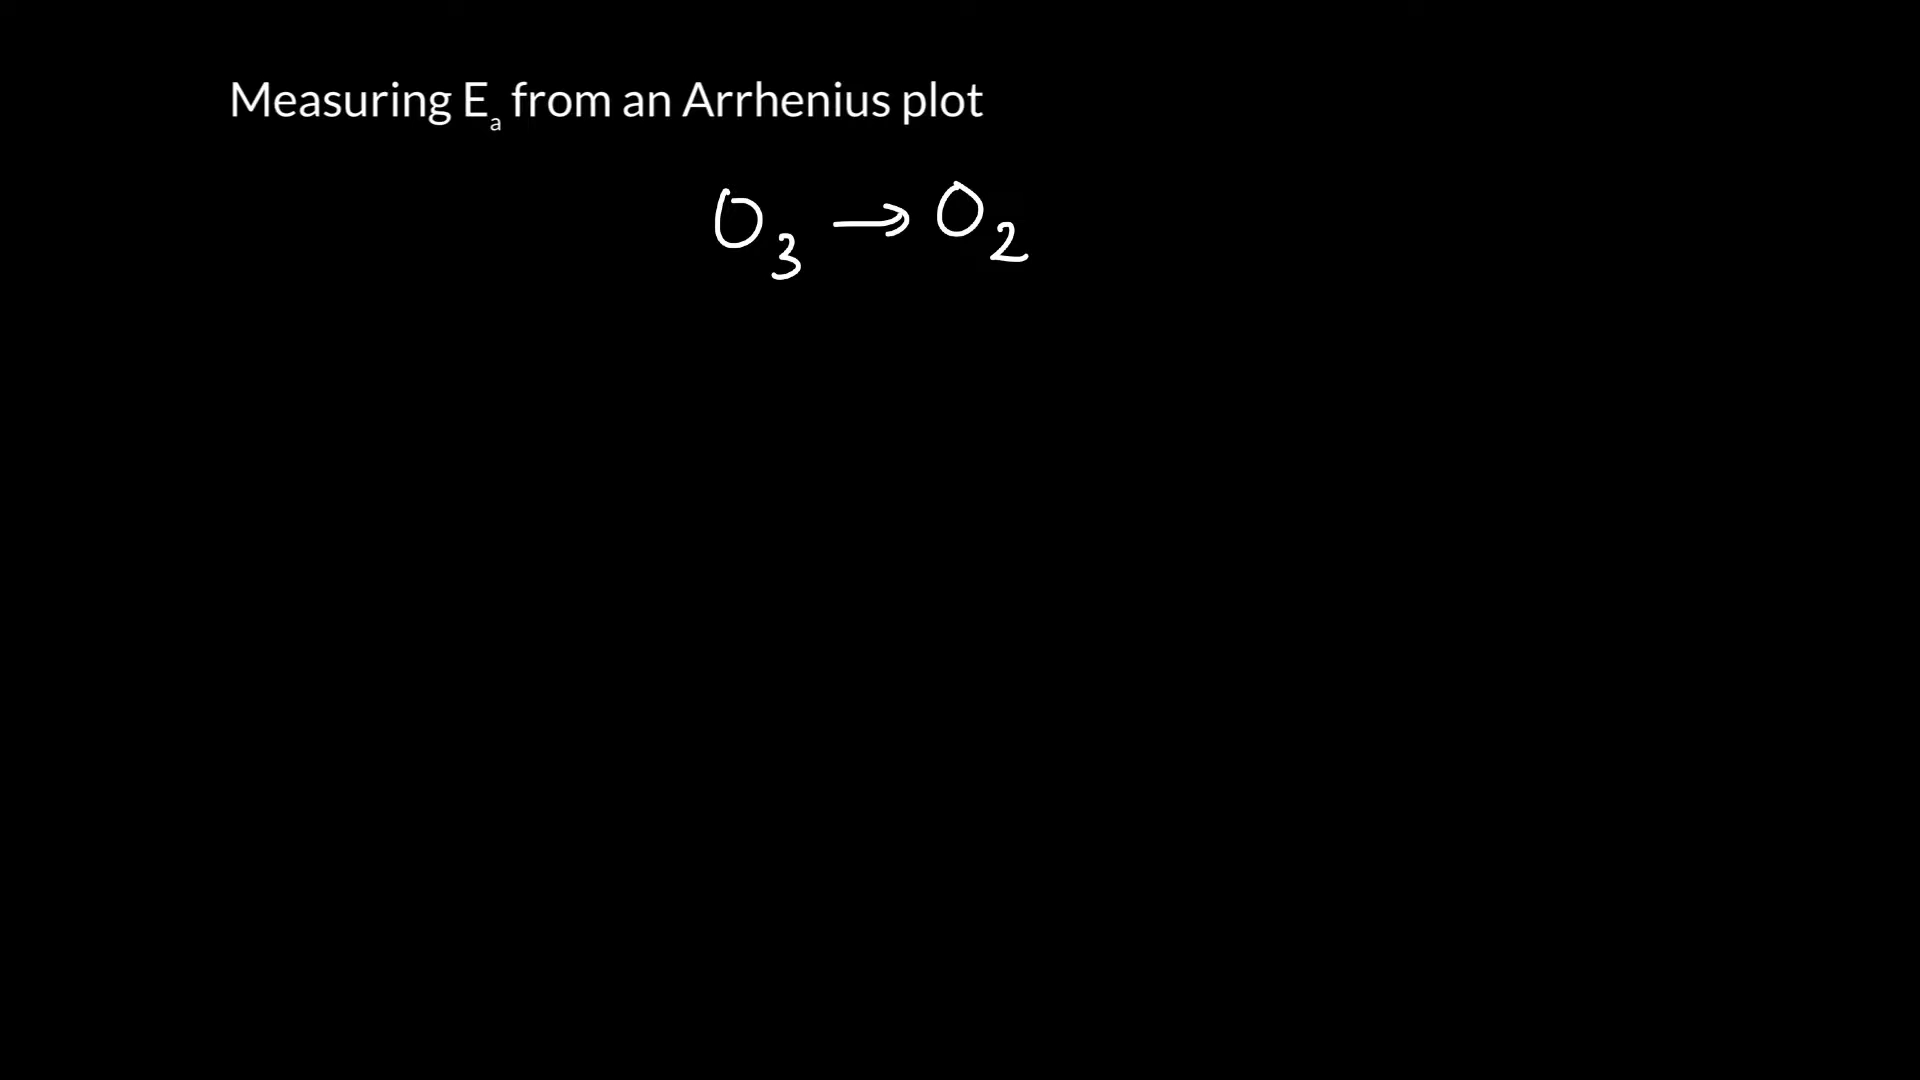 Measuring Eₐ from an Arrhenius plot
O₃ → O₂